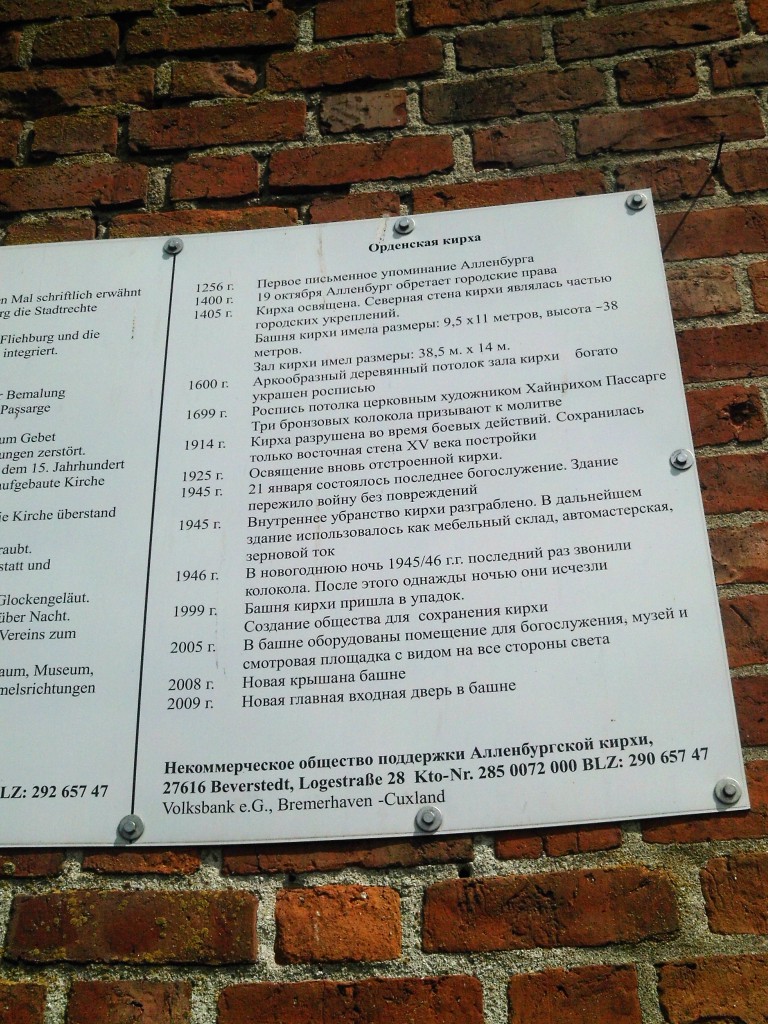 en Mal schriftlich erwähnt
rg die Stadtrechte
Fliehburg und die
integriert.
r Bemalung
Passarge
um Gebet
ungen zerstört.
dem 15. Jahrhundert
aufgebaute Kirche
ie Kirche überstand
raubt.
statt und
Glockengeläut.
über Nacht.
Vereins zum
aum, Museum,
melsrichtungen
LZ: 292 657 47
Орденская кирха
1256 г. Первое письменное упоминание Алленбурга
1400 г. 19 октября Алленбург обретает городские права
1405 г. Кирха освящена. Северная стена кирхи являлась частью
городских укреплений.
Башня кирхи имела размеры: 9,5 х11 метров, высота –38
метров.
Зал кирхи имел размеры: 38,5 м. х 14 м.
1600 г. Аркообразный деревянный потолок зала кирхи богато
украшен росписью
1699 г. Роспись потолка церковным художником Хайнрихом Пассарге
Три бронзовых колокола призывают к молитве
1914 г. Кирха разрушена во время боевых действий. Сохранилась
только восточная стена XV века постройки
1925 г. Освящение вновь отстроенной кирхи.
1945 г. 21 января состоялось последнее богослужение. Здание
пережило войну без повреждений
1945 г. Внутреннее убранство кирхи разграблено. В дальнейшем
здание использовалось как мебельный склад, автомастерская,
зерновой ток
1946 г. В новогоднюю ночь 1945/46 г.г. последний раз звонили
колокола. После этого однажды ночью они исчезли
1999 г. Башня кирхи пришла в упадок.
Создание общества для сохранения кирхи
2005 г. В башне оборудованы помещение для богослужения, музей и
смотровая площадка с видом на все стороны света
2008 г. Новая крышана башне
2009 г. Новая главная входная дверь в башне
Некоммерческое общество поддержки Алленбургской кирхи,
27616 Beverstedt, Logestraße 28 Kto-Nr. 285 0072 000 BLZ: 290 657 47
Volksbank e.G., Bremerhaven -Cuxland